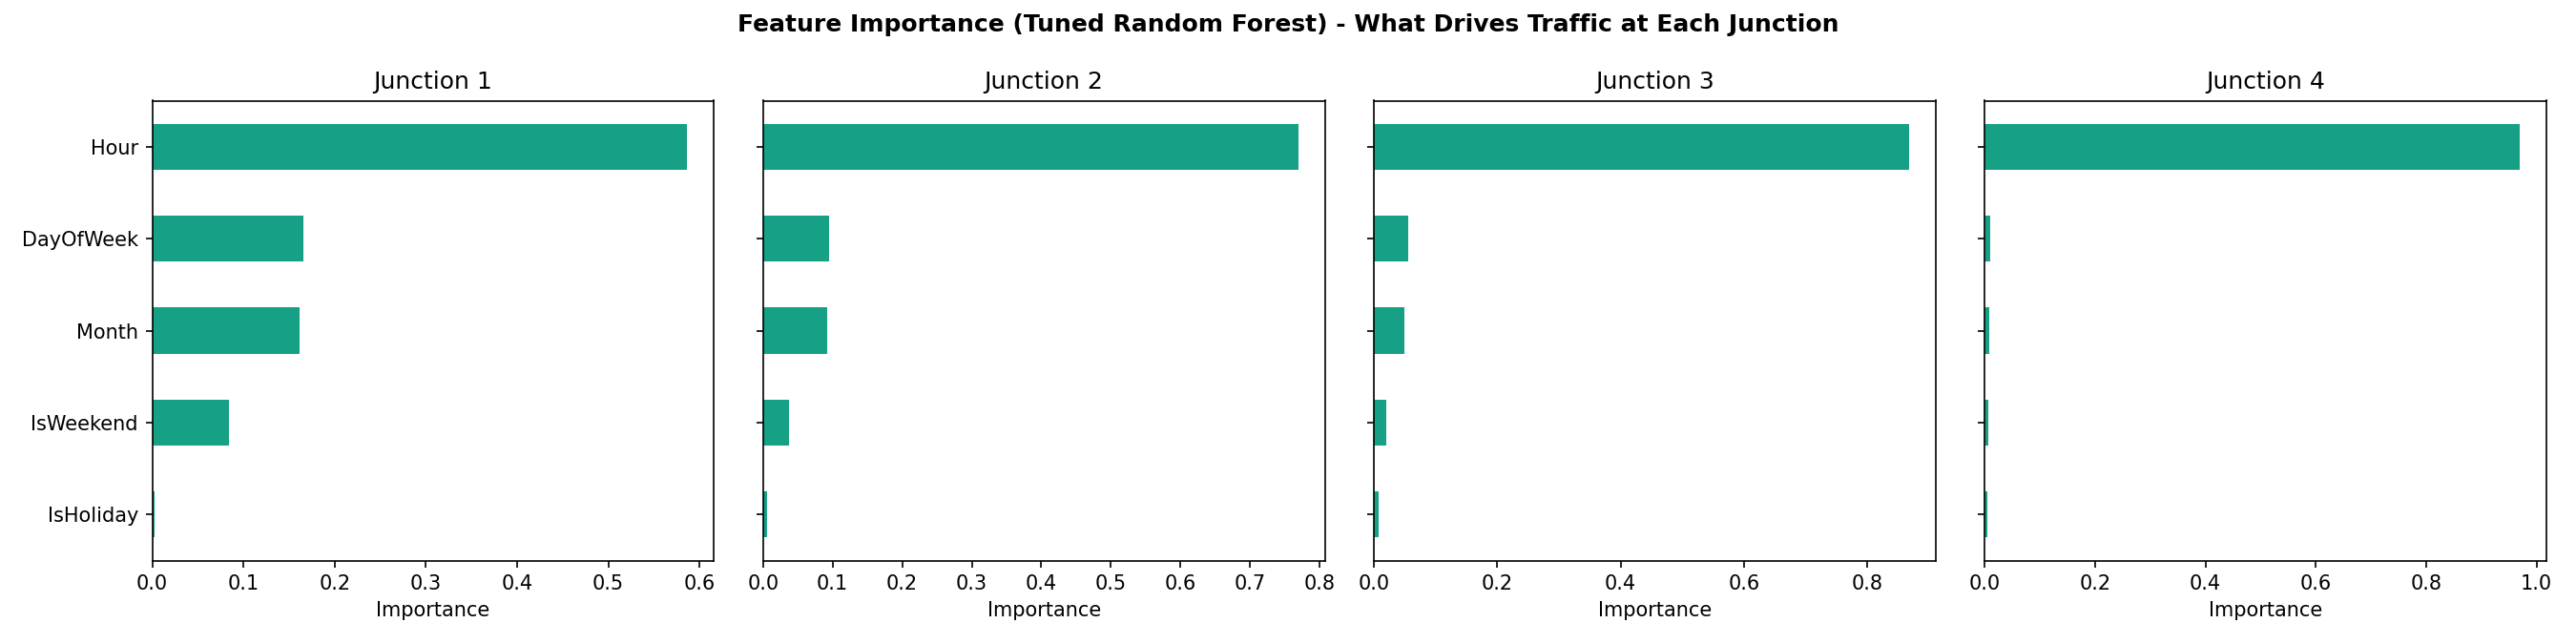 Feature Importance (Tuned Random Forest) - What Drives Traffic at Each Junction
Junction 1
Hour
DayOfWeek
Month
IsWeekend
IsHoliday
0.0 0.1 0.2 0.3 0.4 0.5 0.6
Importance
Junction 2
0.0 0.1 0.2 0.3 0.4 0.5 0.6 0.7 0.8
Importance
Junction 3
0.0 0.2 0.4 0.6 0.8
Importance
Junction 4
0.0 0.2 0.4 0.6 0.8 1.0
Importance